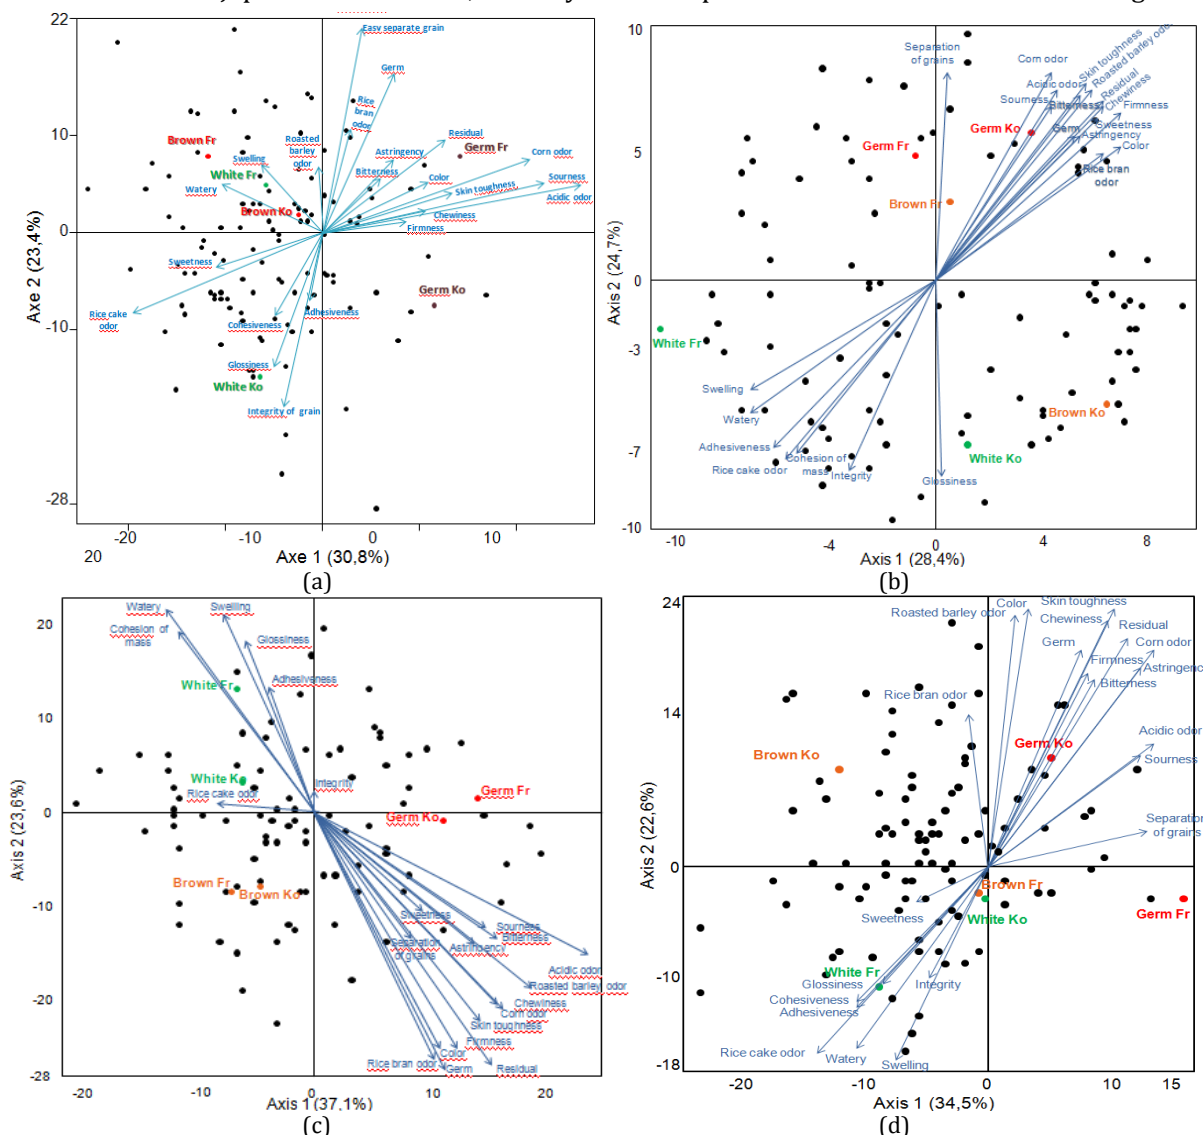 22
10
0
-10
-28
Axe 2 (23,4%)
Easy separate grain
Germ
Rice
bran
odor
Roasted
barley
odor
Residual
Germ Fr
Brown Fr
Swelling
White Fr
Watery
Brown Ko
Astringency
Bitterness
Color
Corn odor
Skin toughness
Sourness
Acidic odor
Chewiness
Firmness
Sweetness
Rice cake
odor
Cohesiveness
Adhesiveness
Germ Ko
Glossiness
White Ko
Integrity of grain
-20
-10
0
10
20
Axe 1 (30,8%)
(a)
10
5
0
-3
-7
-10
Axis 2 (24,7%)
Separation
of grains
Corn odor
Skin toughness
Roasted barley odor
Acidic odor
Residual
Sourness
Bitterness
Chewiness
Firmness
Germ Ko
Germ
Sweetness
Astringency
Color
Germ Fr
Rice bran
odor
Brown Fr
White Fr
Swelling
Watery
Adhesiveness
Rice cake odor
Cohesion of
mass
Integrity
Glossiness
Brown Ko
White Ko
-10
-4
0
4
8
Axis 1 (28,4%)
(b)
20
10
0
-10
-20
-28
Axis 2 (23,6%)
Watery
Swelling
Cohesion of
mass
Glossiness
White Fr
Adhesiveness
White Ko
Rice cake odor
Integrity
Germ Fr
Germ Ko
Brown Fr
Brown Ko
Sweetness
Sourness
Bitterness
Separation
of grains
Astringency
Acidic odor
Roasted barley odor
Chewiness
Corn odor
Skin toughness
Firmness
Color
Rice bran odor
Germ
Residual
-20
-10
0
10
20
Axis 1 (37,1%)
(c)
24
14
0
-10
-18
Axis 2 (22,6%)
Roasted barley odor
Color
Skin toughness
Chewiness
Residual
Germ
Corn odor
Firmness
Astringency
Bitterness
Rice bran odor
Acidic odor
Sourness
Germ Ko
Brown Ko
Separation
of grains
Brown Fr
Sweetness
White Ko
Germ Fr
White Fr
Glossiness
Integrity
Cohesiveness
Adhesiveness
Rice cake odor
Watery
Swelling
-20
-10
0
10
15
Axis 1 (34,5%)
(d)